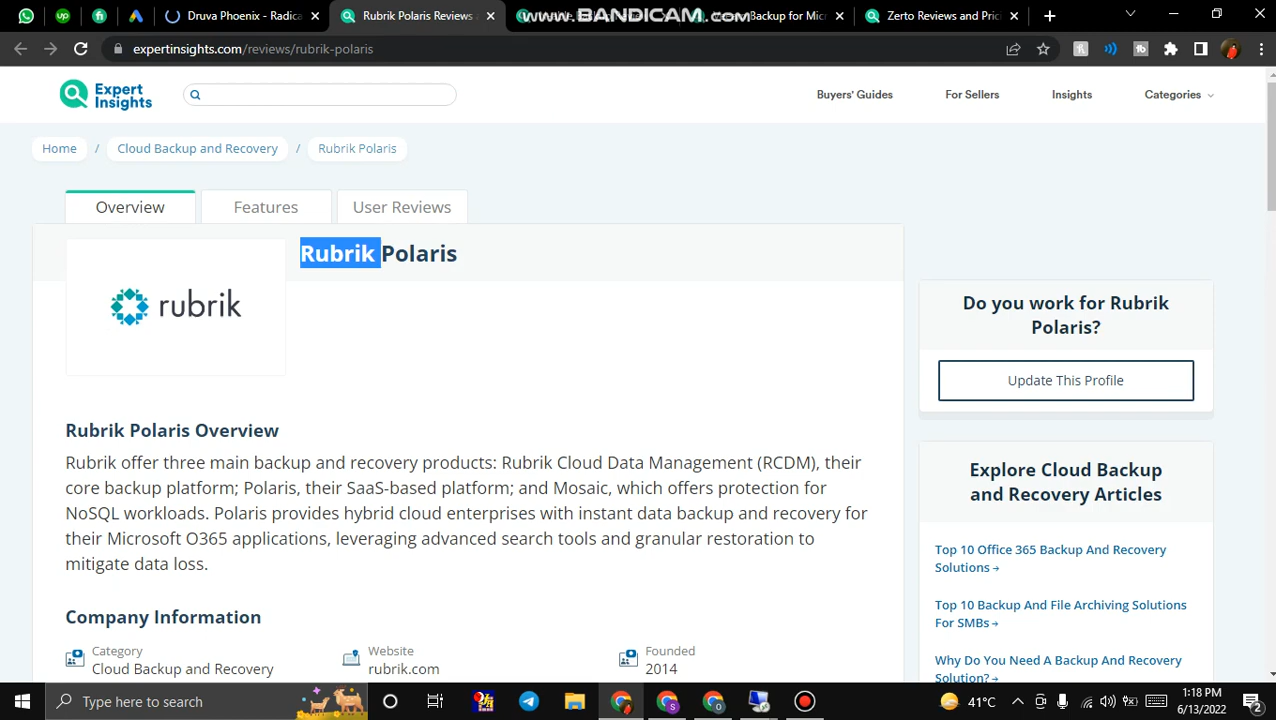 Druva Phoenix - Radica
Rubrik Polaris Reviews
www.BANDICAM.com
Backup for Mic
Zerto Reviews and Prici
expertinsights.com/reviews/rubrik-polaris
Expert
Insights
Buyers' Guides
For Sellers
Insights
Categories
Home / Cloud Backup and Recovery / Rubrik Polaris
Overview
Features
User Reviews
Rubrik Polaris
rubrik
Rubrik Polaris Overview
Rubrik offer three main backup and recovery products: Rubrik Cloud Data Management (RCDM), their
core backup platform; Polaris, their SaaS-based platform; and Mosaic, which offers protection for
NoSQL workloads. Polaris provides hybrid cloud enterprises with instant data backup and recovery for
their Microsoft O365 applications, leveraging advanced search tools and granular restoration to
mitigate data loss.
Company Information
Category
Cloud Backup and Recovery
Website
rubrik.com
Founded
2014
Do you work for Rubrik
Polaris?
Update This Profile
Explore Cloud Backup
and Recovery Articles
Top 10 Office 365 Backup And Recovery
Solutions →
Top 10 Backup And File Archiving Solutions
For SMBs →
Why Do You Need A Backup And Recovery
Solution? →
Type here to search
41°C
1:18 PM
6/13/2022
2